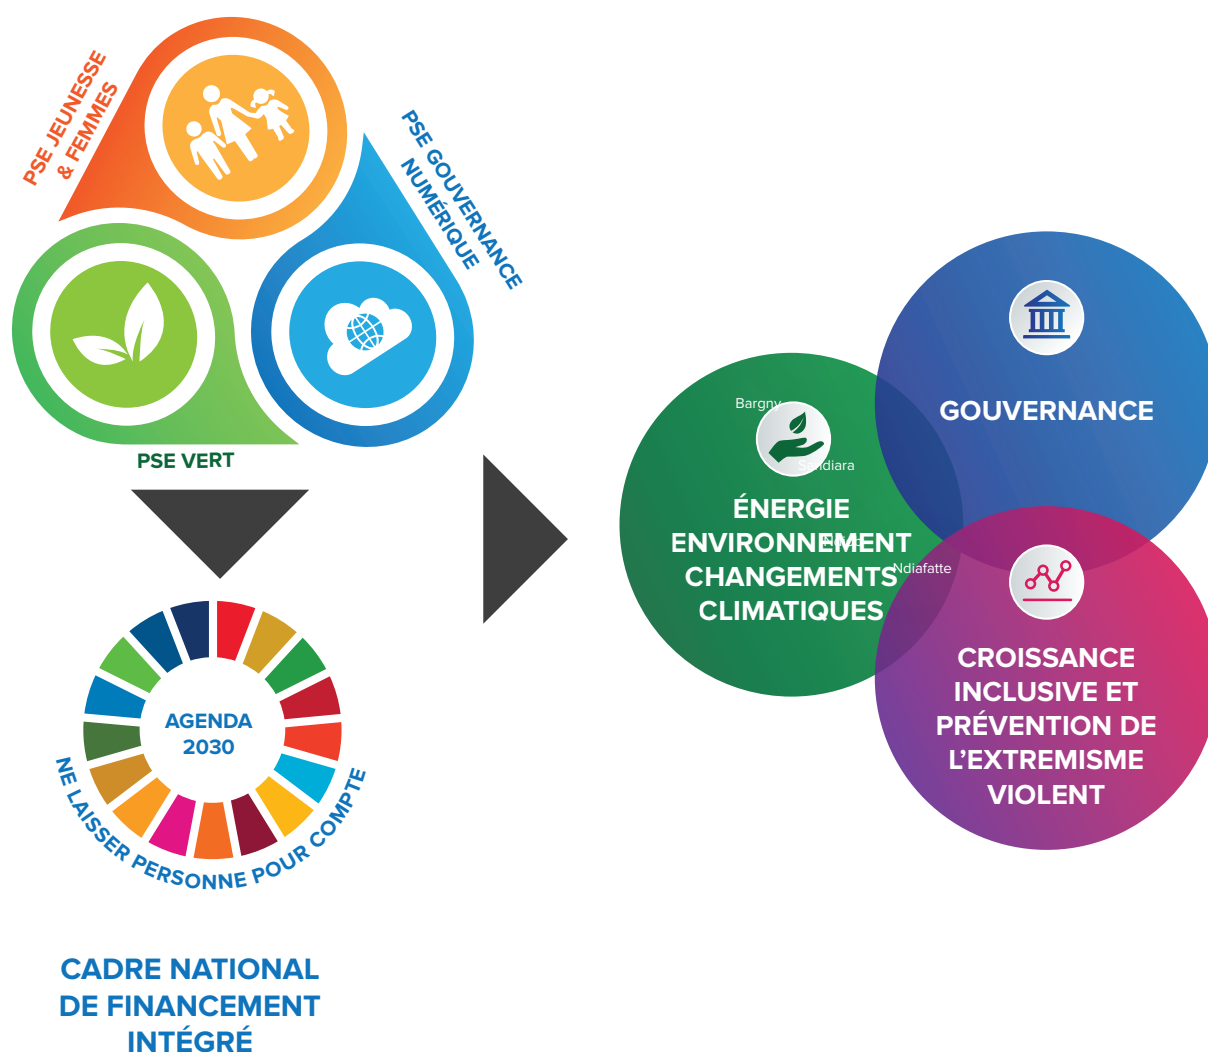 PSE JEUNESSE
& FEMMES
PSE GOUVERNANCE
NUMÉRIQUE
PSE VERT
AGENDA
2030
NE LAISSER PERSONNE POUR COMPTE
CADRE NATIONAL
DE FINANCEMENT
INTÉGRÉ
Bargny
Sandiara
ÉNERGIE
ENVIRONNEMENT
CHANGEMENTS
CLIMATIQUES
Ndiafatte
GOUVERNANCE
CROISSANCE
INCLUSIVE ET
PRÉVENTION DE
L'EXTREMISME
VIOLENT